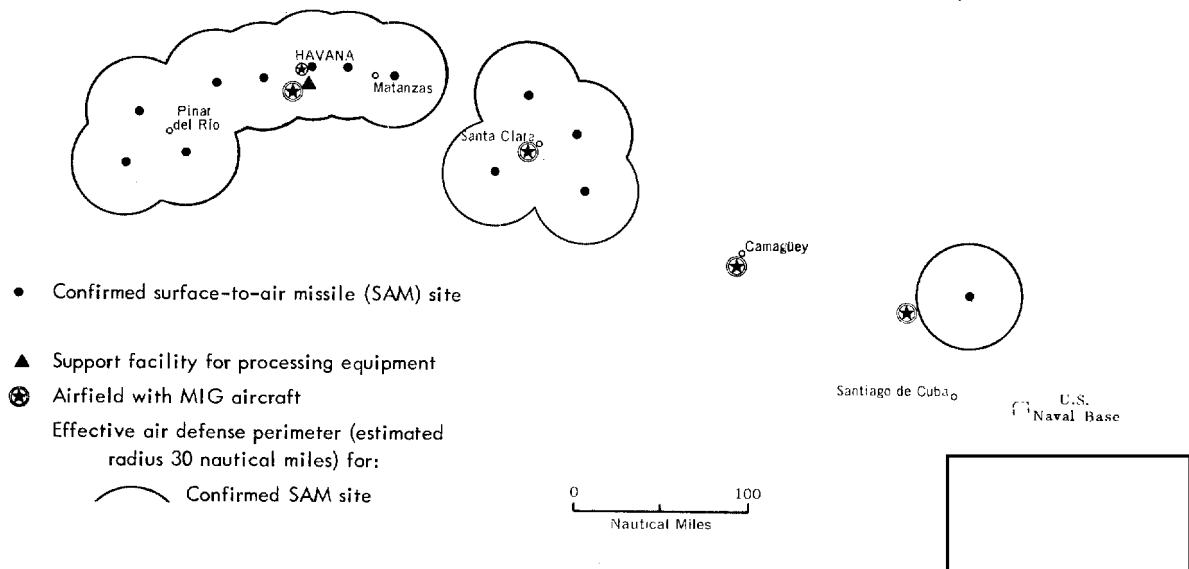 HAVANA
Matanzas
Pinar
del Río
Santa Clara
Camagüey
• Confirmed surface-to-air missile (SAM) site
▲ Support facility for processing equipment
Airfield with MIG aircraft
Effective air defense perimeter (estimated
radius 30 nautical miles) for:
Confirmed SAM site
Santiago de Cuba
U.S.
Naval Base
0 100
Nautical Miles